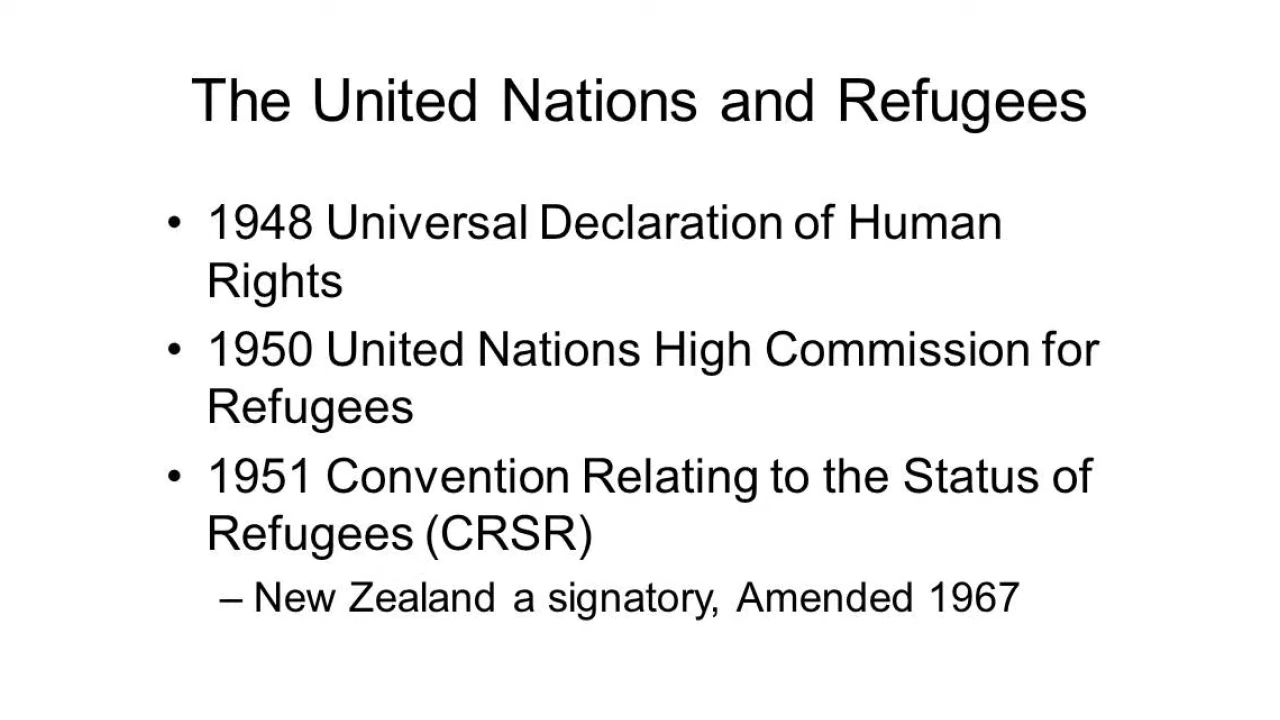 The United Nations and Refugees
• 1948 Universal Declaration of Human
Rights
• 1950 United Nations High Commission for
Refugees
• 1951 Convention Relating to the Status of
Refugees (CRSR)
– New Zealand a signatory, Amended 1967